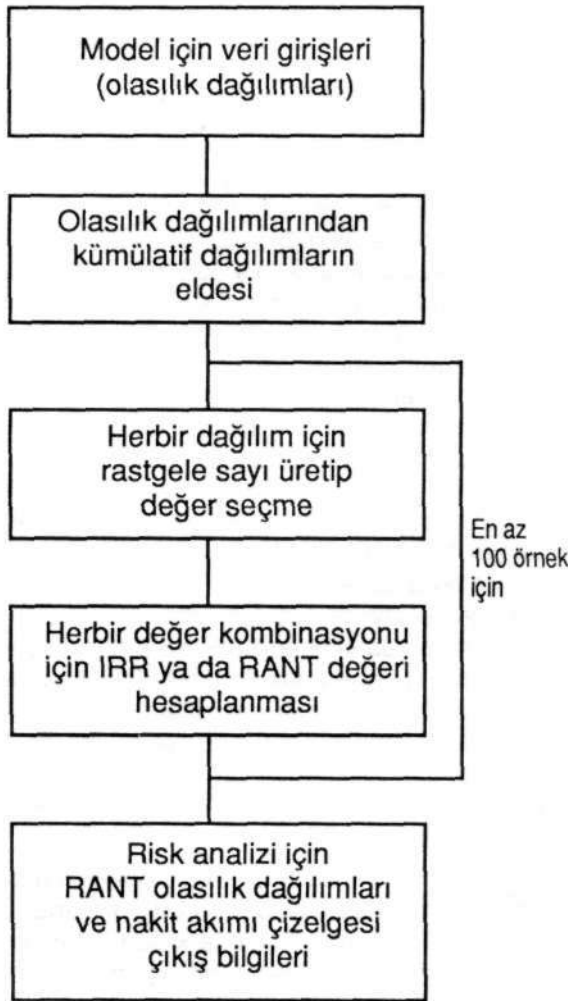 Model için veri girişleri
(olasılık dağılımları)
Olasılık dağılımlarından
kümülatif dağılımların
eldesi
Herbir dağılım için
rastgele sayı üretip
değer seçme
En az
100 örnek
için
Herbir değer kombinasyonu
için IRR ya da RANT değeri
hesaplanması
Risk analizi için
RANT olasılık dağılımları
ve nakit akımı çizelgesi
çıkış bilgileri